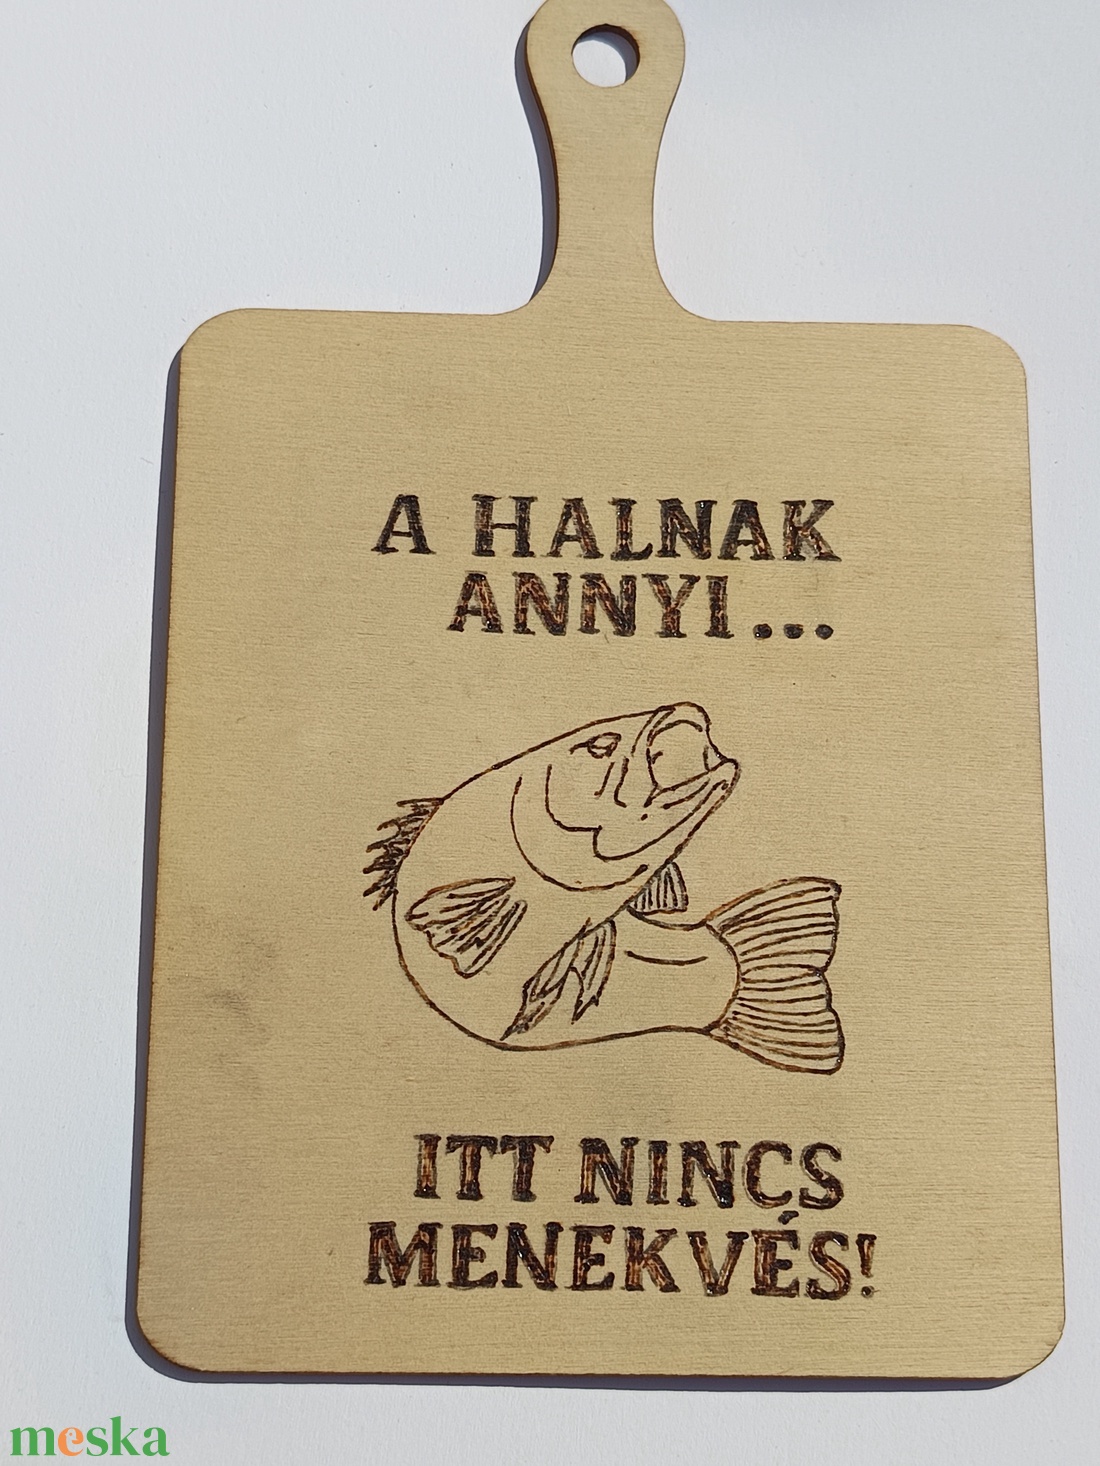 A HALNAK
ANNYI...
ITT NINCS
MENEKVÉS!
meska